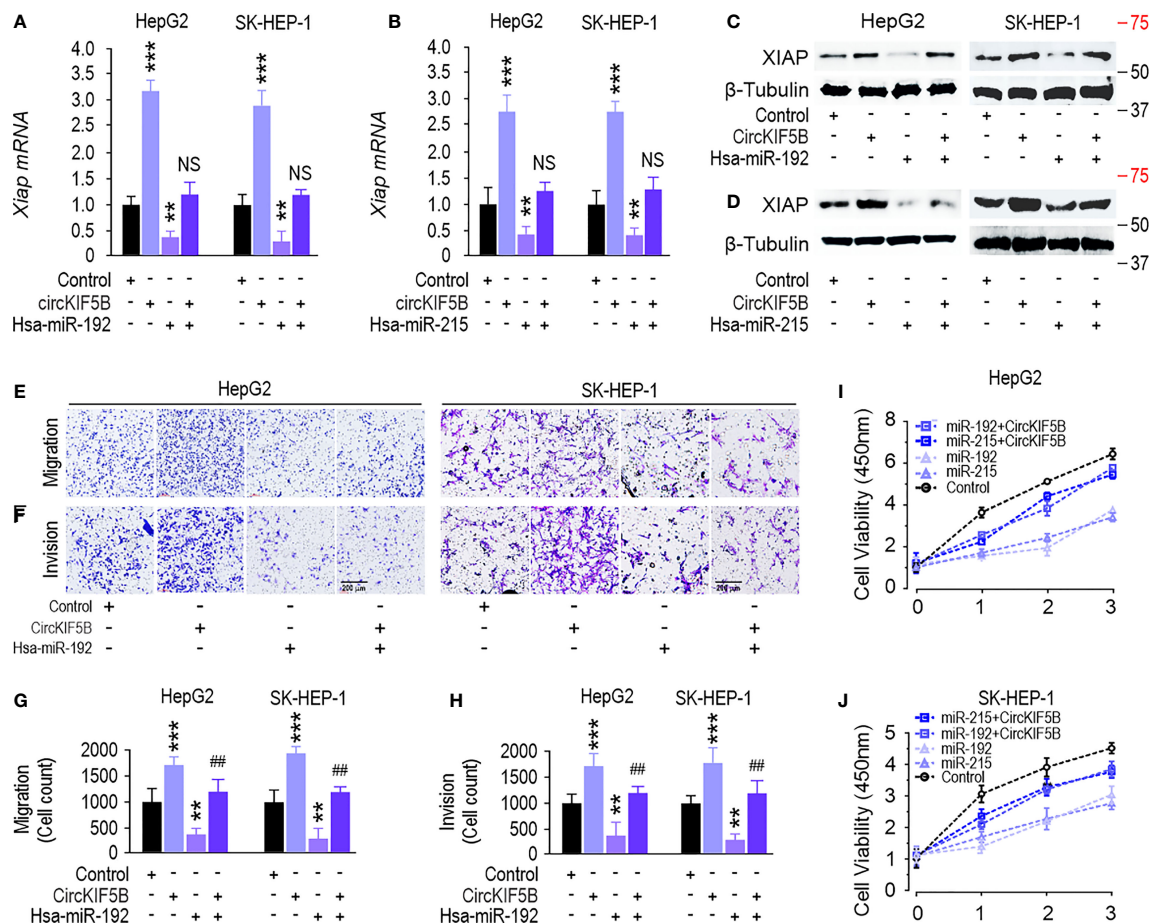 A
HepG2 SK-HEP-1
Xiap mRNA
4.0
3.5
3.0
2.5
2.0
1.5
1.0
0.5
0
*** ** NS *** ** NS
Control + - - - + - - -
circKIF5B - + - + - + - +
Hsa-miR-192 - - + + - - + +
B
HepG2 SK-HEP-1
Xiap mRNA
4.0
3.5
3.0
2.5
2.0
1.5
1.0
0.5
0
*** ** NS *** ** NS
Control + - - - + - - -
circKIF5B - + - + - + - +
Hsa-miR-215 - - + + - - + +
C
HepG2 SK-HEP-1
XIAP
β-Tubulin
-75
-50
-37
Control + - - - + - - -
CircKIF5B - + - + - + - +
Hsa-miR-192 - - + + - - + +
D
XIAP
β-Tubulin
-75
-50
-37
Control + - - - + - - -
CircKIF5B - + - + - + - +
Hsa-miR-215 - - + + - - + +
E
HepG2 SK-HEP-1
Migration
F
Invision
200 µm 200 µm
Control + - - - + - - -
CircKIF5B - + - + - + - +
Hsa-miR-192 - - + + - - + +
G
HepG2 SK-HEP-1
Migration
(Cell count)
2000
1500
1000
500
0
*** ** ## *** ** ##
Control + - - - + - - -
CircKIF5B - + - + - + - +
Hsa-miR-192 - - + + - - + +
H
HepG2 SK-HEP-1
Invision
(Cell count)
2000
1500
1000
500
0
*** ** ## *** ** ##
Control + - - - + - - -
CircKIF5B - + - + - + - +
Hsa-miR-192 - - + + - - + +
I
HepG2
Cell Viability (450nm)
8
6
4
2
0
miR-192+CircKIF5B
miR-215+CircKIF5B
miR-192
miR-215
Control
0 1 2 3
J
SK-HEP-1
Cell Viability (450nm)
5
4
3
2
1
0
miR-215+CircKIF5B
miR-192+CircKIF5B
miR-192
miR-215
Control
0 1 2 3